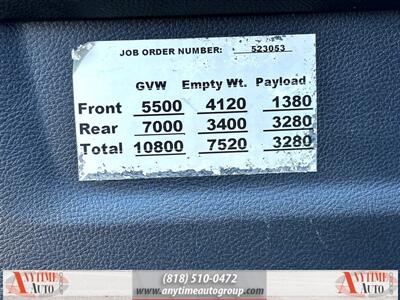 JOB ORDER NUMBER: 523053
GVW Empty Wt. Payload
Front 5500 4120 1380
Rear 7000 3400 3280
Total 10800 7520 3280
ANYTIME AUTO
(818) 510-0472
www.anytimeautogroup.com
ANYTIME AUTO